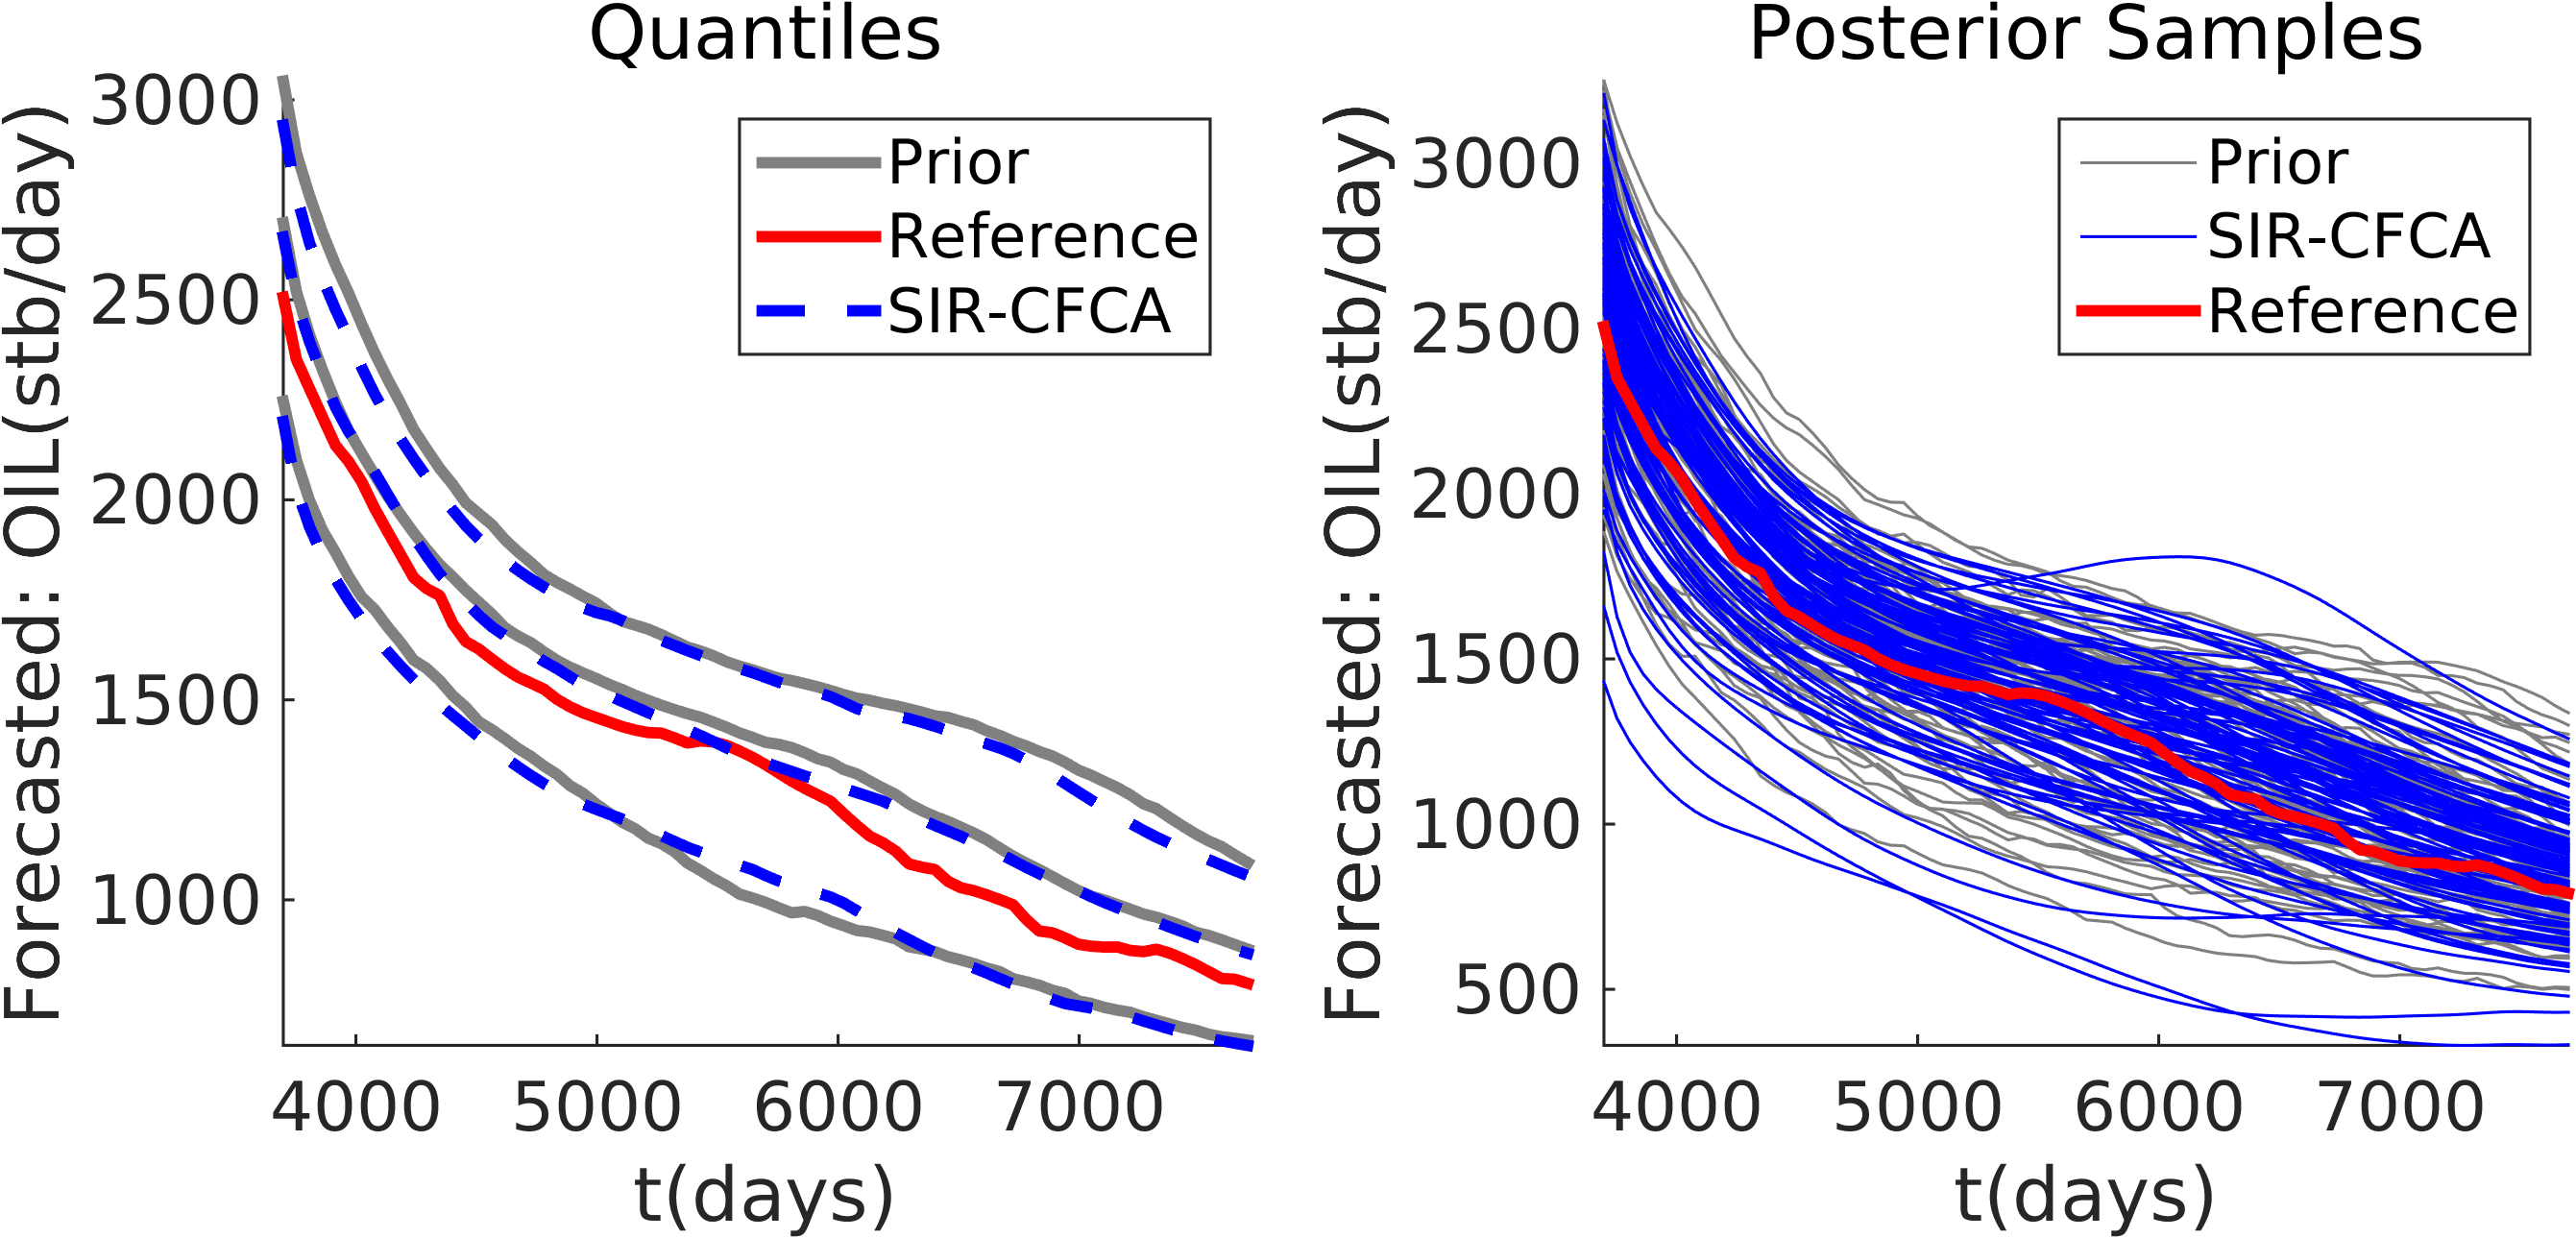 Quantiles
Forecasted: OIL(stb/day)
3000
2500
2000
1500
1000
Prior
Reference
SIR-CFCA
4000 5000 6000 7000
t(days)
Posterior Samples
Forecasted: OIL(stb/day)
3000
2500
2000
1500
1000
500
Prior
SIR-CFCA
Reference
4000 5000 6000 7000
t(days)